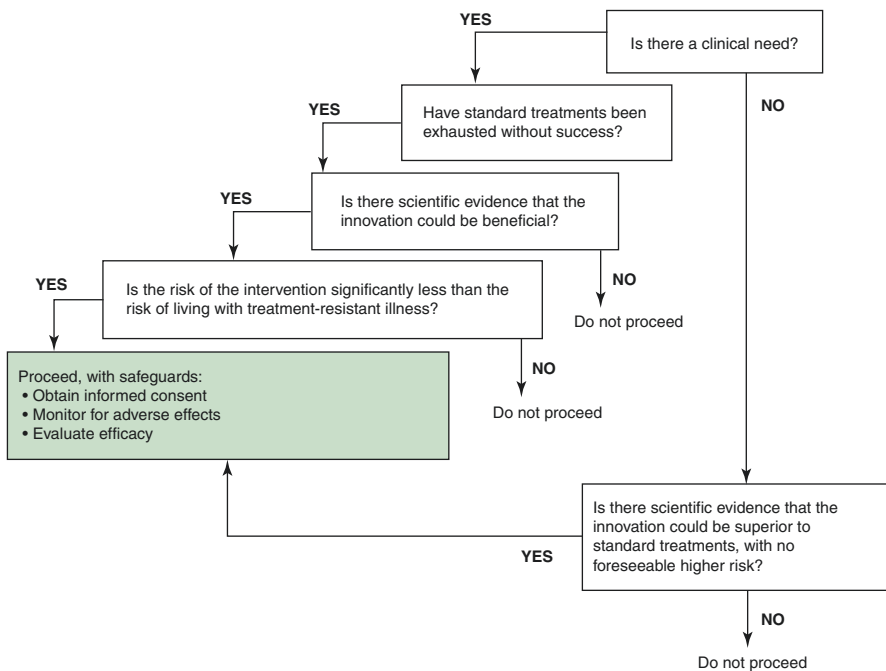 YES
Is there a clinical need?
YES
Have standard treatments been
exhausted without success?
NO
YES
Is there scientific evidence that the
innovation could be beneficial?
YES
Is the risk of the intervention significantly less than the
risk of living with treatment-resistant illness?
NO
Do not proceed
Proceed, with safeguards:
• Obtain informed consent
• Monitor for adverse effects
• Evaluate efficacy
NO
Do not proceed
Is there scientific evidence that the
innovation could be superior to
standard treatments, with no
foreseeable higher risk?
YES
NO
Do not proceed